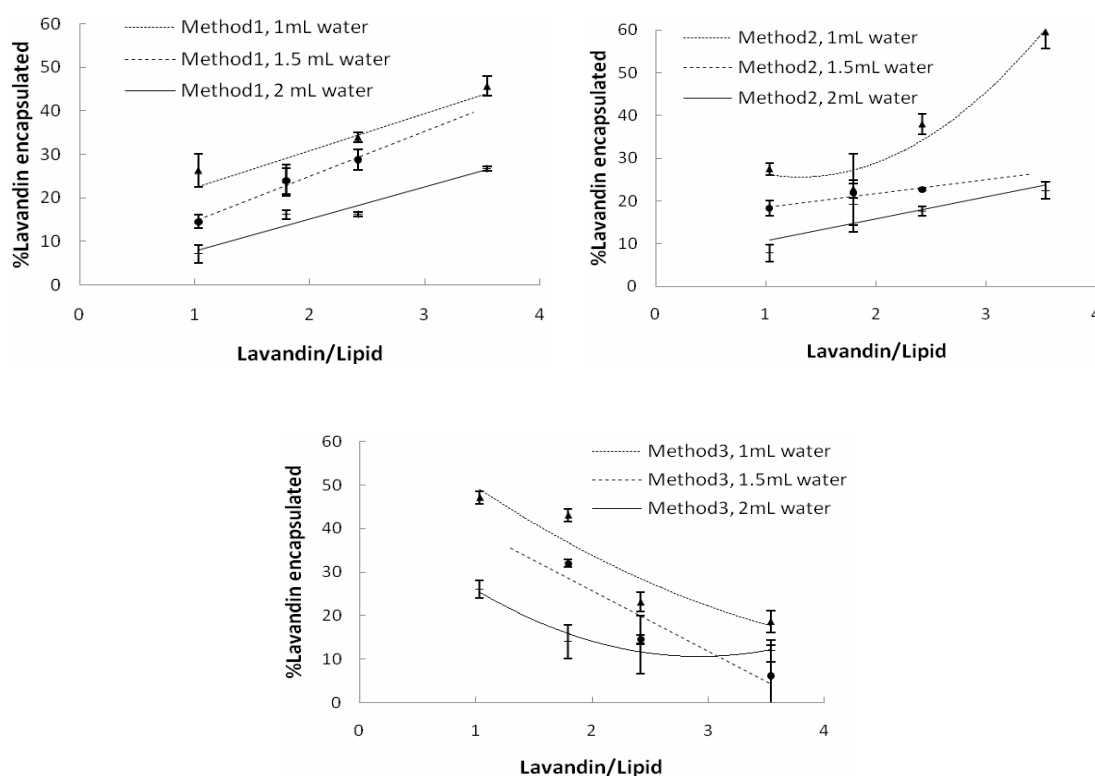 %Lavandin encapsulated
60
50
40
30
20
10
0
Method1, 1mL water
Method1, 1.5 mL water
Method1, 2 mL water
0 1 2 3 4
Lavandin/Lipid
%Lavandin encapsulated
60
50
40
30
20
10
0
Method2, 1mL water
Method2, 1.5mL water
Method2, 2mL water
0 1 2 3 4
Lavandin/Lipid
%Lavandin encapsulated
60
50
40
30
20
10
0
Method3, 1mL water
Method3, 1.5mL water
Method3, 2mL water
0 1 2 3 4
Lavandin/Lipid